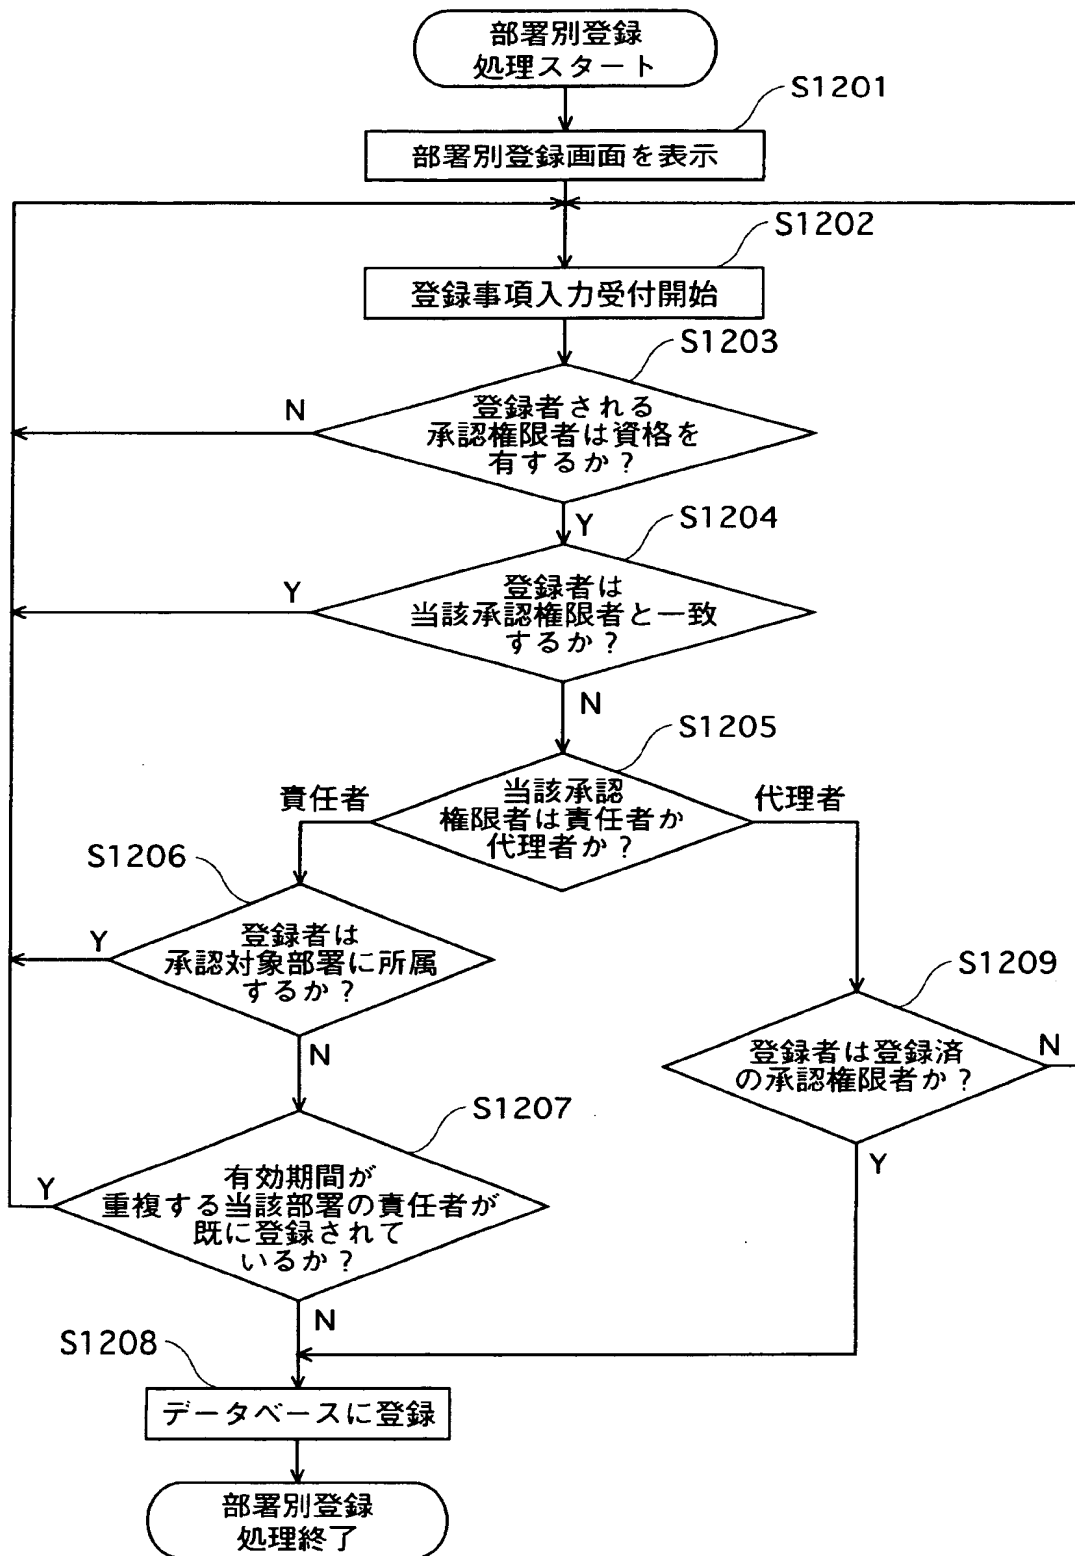 部署別登録
処理スタート
S1201
部署別登録画面を表示
S1202
登録事項入力受付開始
S1203
登録者される
承認権限者は資格を
有するか？
N
Y
S1204
登録者は
当該承認権限者と一致
するか？
Y
N
S1205
当該承認
権限者は責任者か
代理者か？
責任者
代理者
S1206
登録者は
承認対象部署に所属
するか？
Y
N
S1209
登録者は登録済
の承認権限者か？
N
Y
S1207
有効期間が
重複する当該部署の責任者が
既に登録されて
いるか？
Y
N
S1208
データベースに登録
部署別登録
処理終了